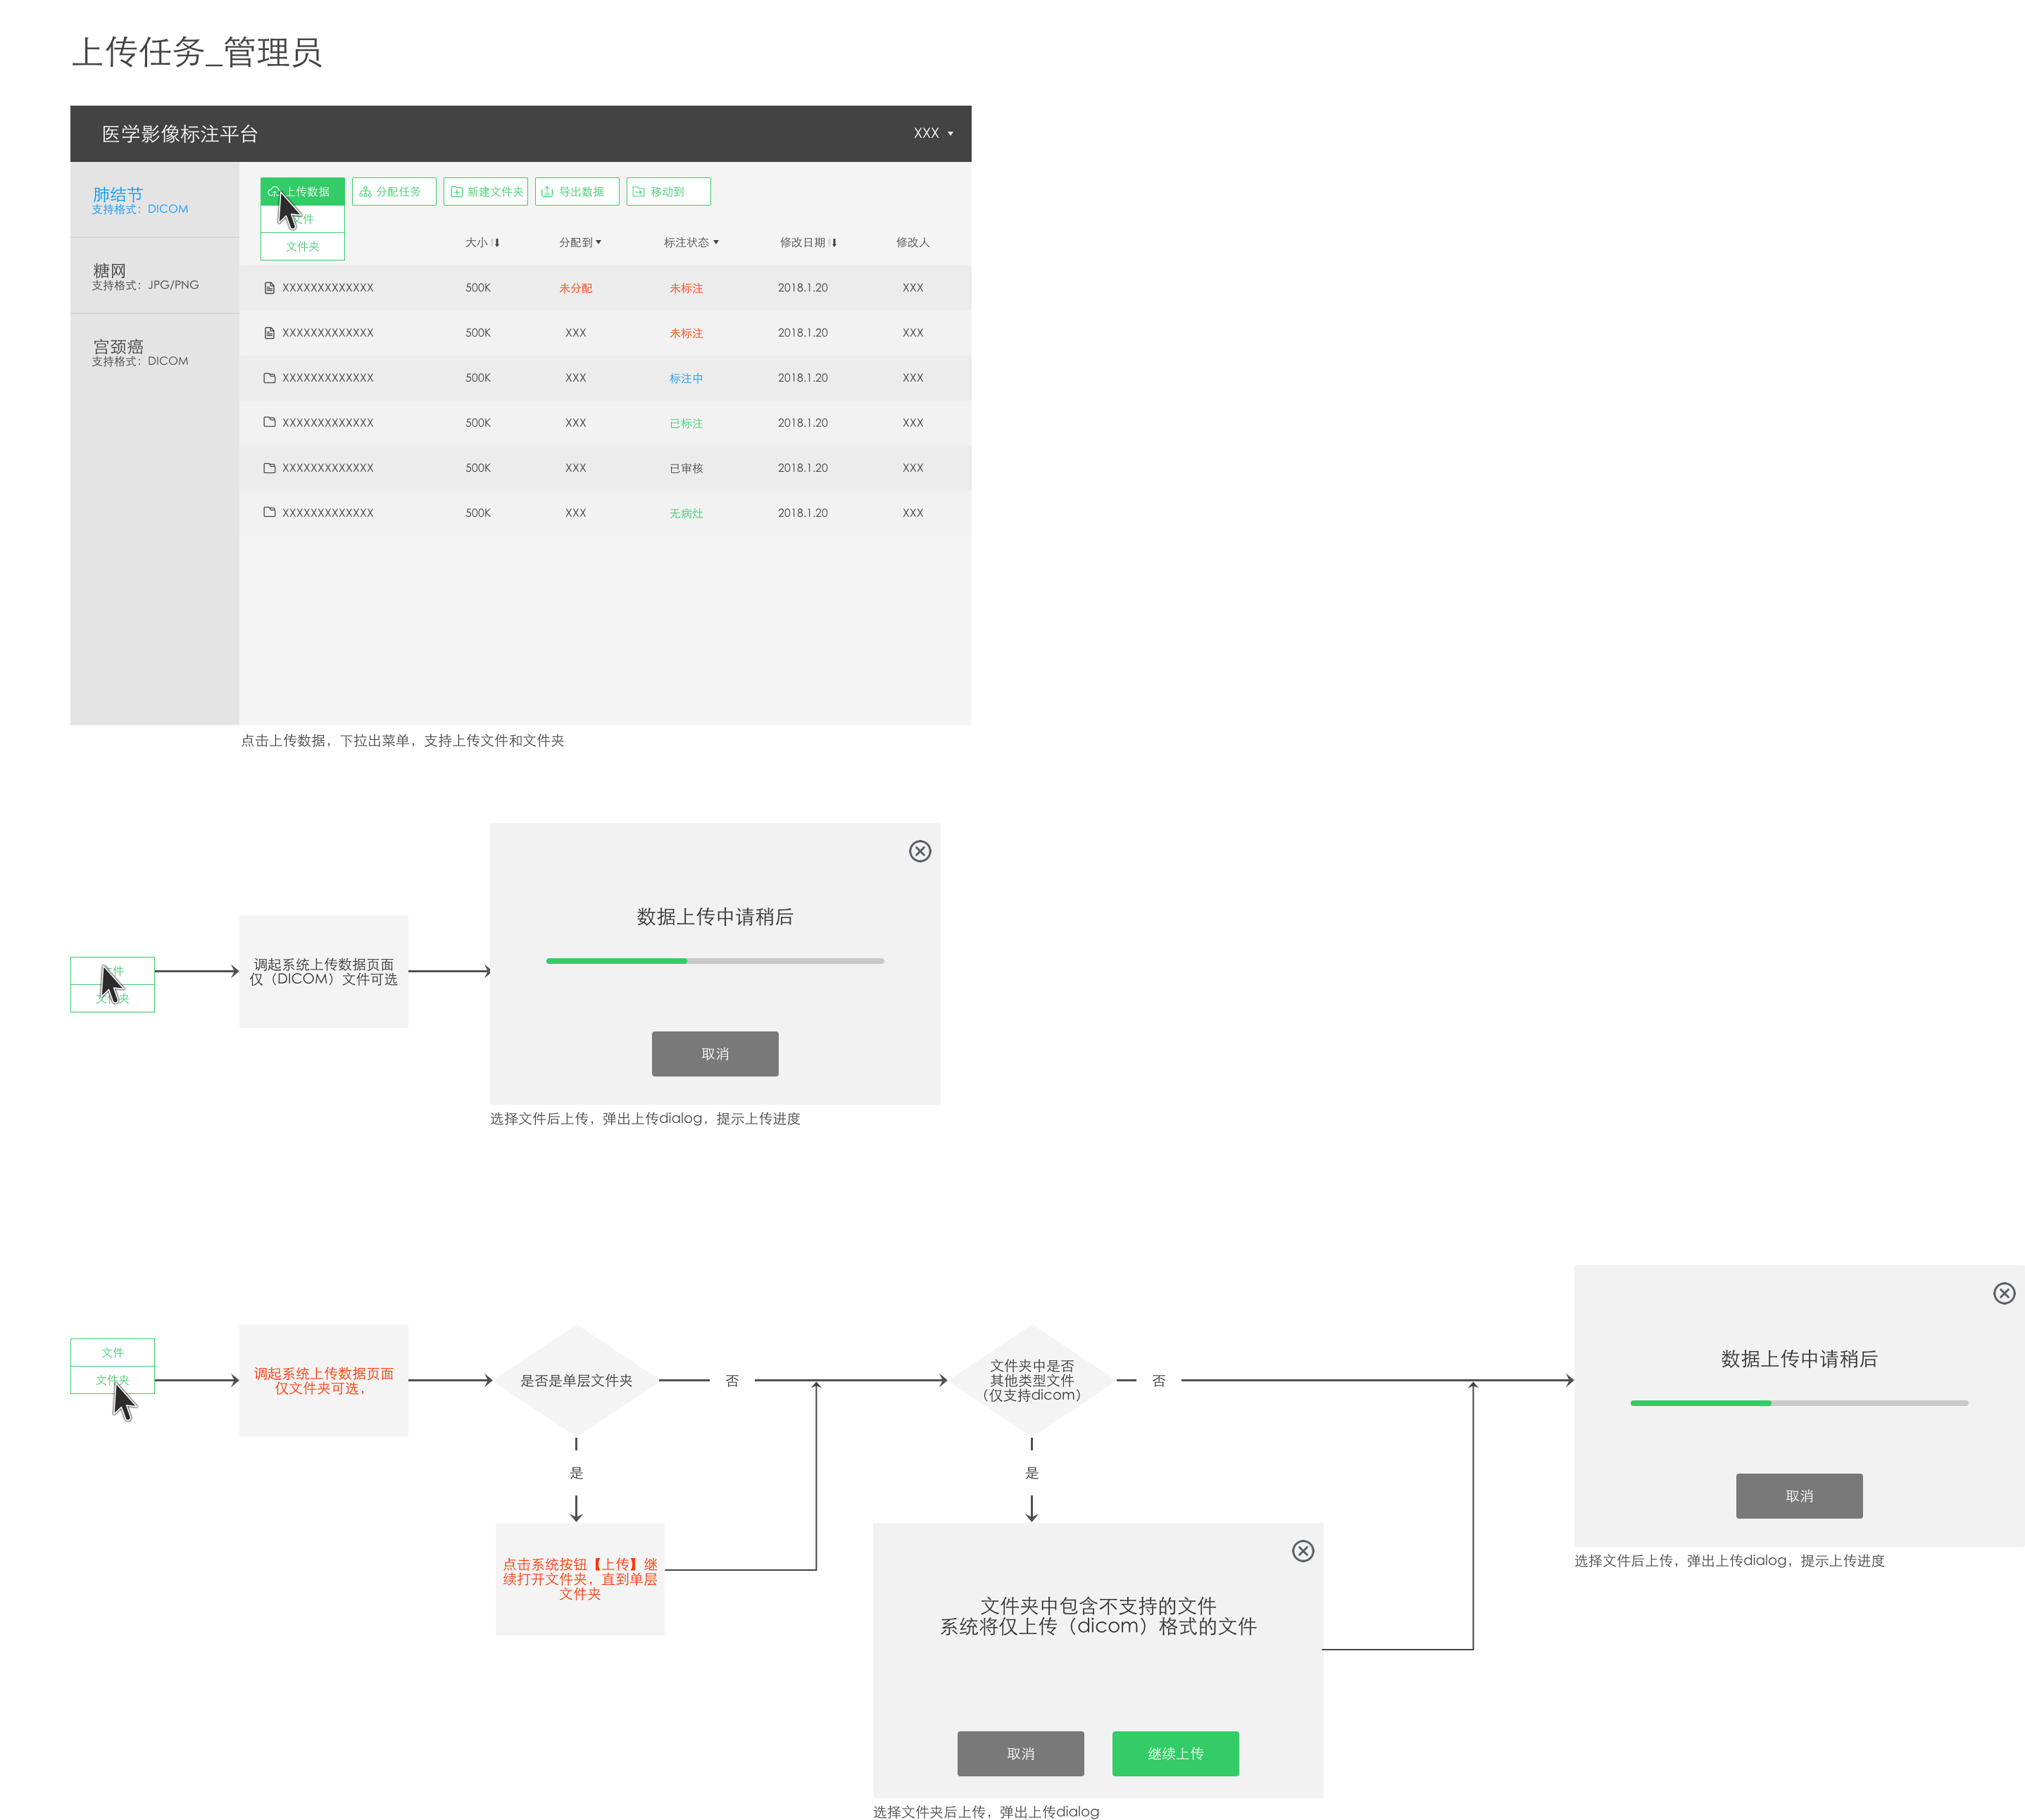 上传任务_管理员
医学影像标注平台
XXX
肺结节
支持格式：DICOM
糖网
支持格式：JPG/PNG
宫颈癌
支持格式：DICOM
上传数据
分配任务
新建文件夹
导出数据
移动到
文件
文件夹
大小
分配到
标注状态
修改日期
修改人
XXXXXXXXXXXXX 500K 未分配 未标注 2018.1.20 XXX
XXXXXXXXXXXXX 500K XXX 未标注 2018.1.20 XXX
XXXXXXXXXXXXX 500K XXX 标注中 2018.1.20 XXX
XXXXXXXXXXXXX 500K XXX 已标注 2018.1.20 XXX
XXXXXXXXXXXXX 500K XXX 已审核 2018.1.20 XXX
XXXXXXXXXXXXX 500K XXX 无病灶 2018.1.20 XXX
点击上传数据，下拉出菜单，支持上传文件和文件夹
文件
文件夹
调起系统上传数据页面
仅（DICOM）文件可选
数据上传中请稍后
取消
选择文件后上传，弹出上传dialog，提示上传进度
文件
文件夹
调起系统上传数据页面
仅文件夹可选，
是否是单层文件夹
否
是
点击系统按钮【上传】继
续打开文件夹，直到单层
文件夹
文件夹中是否
其他类型文件
（仅支持dicom）
否
是
文件夹中包含不支持的文件
系统将仅上传（dicom）格式的文件
取消
继续上传
选择文件夹后上传，弹出上传dialog
数据上传中请稍后
取消
选择文件后上传，弹出上传dialog，提示上传进度